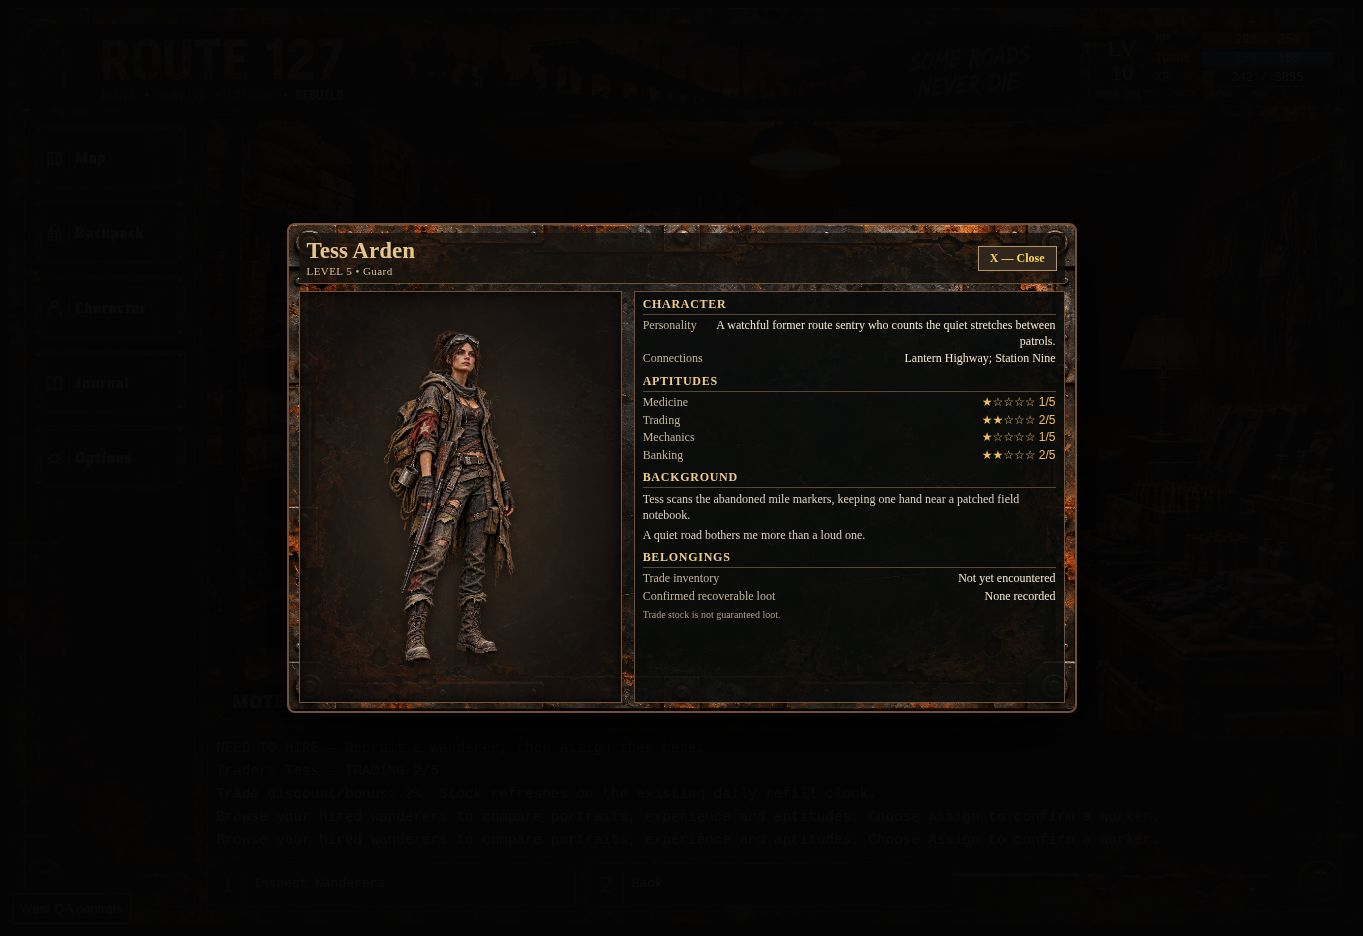 ROUTE 127
REBUILD
SOME ROADS
NEVER DIE
LV
10
XP
242 / 3055
Map
Backpack
Character
Journal
Options
Tess Arden
LEVEL 5 • Guard
X — Close
CHARACTER
Personality A watchful former route sentry who counts the quiet stretches between
patrols.
Connections Lantern Highway; Station Nine
APTITUDES
Medicine ★☆☆☆☆ 1/5
Trading ★★☆☆☆ 2/5
Mechanics ★☆☆☆☆ 1/5
Banking ★★☆☆☆ 2/5
BACKGROUND
Tess scans the abandoned mile markers, keeping one hand near a patched field
notebook.
A quiet road bothers me more than a loud one.
BELONGINGS
Trade inventory Not yet encountered
Confirmed recoverable loot None recorded
Trade stock is not guaranteed loot.
NEED TO HIRE — Recruit a wanderer, then assign them here.
Trader: Tess — TRADING 2/5
Trade discount/bonus: 2%. Stock refreshes on the existing daily refill clock.
Browse your hired wanderers to compare portraits, experience and aptitudes. Choose Assign to confirm a worker.
Browse your hired wanderers to compare portraits, experience and aptitudes. Choose Assign to confirm a worker.
1 Inspect Wanderers
2 Back
West QA controls